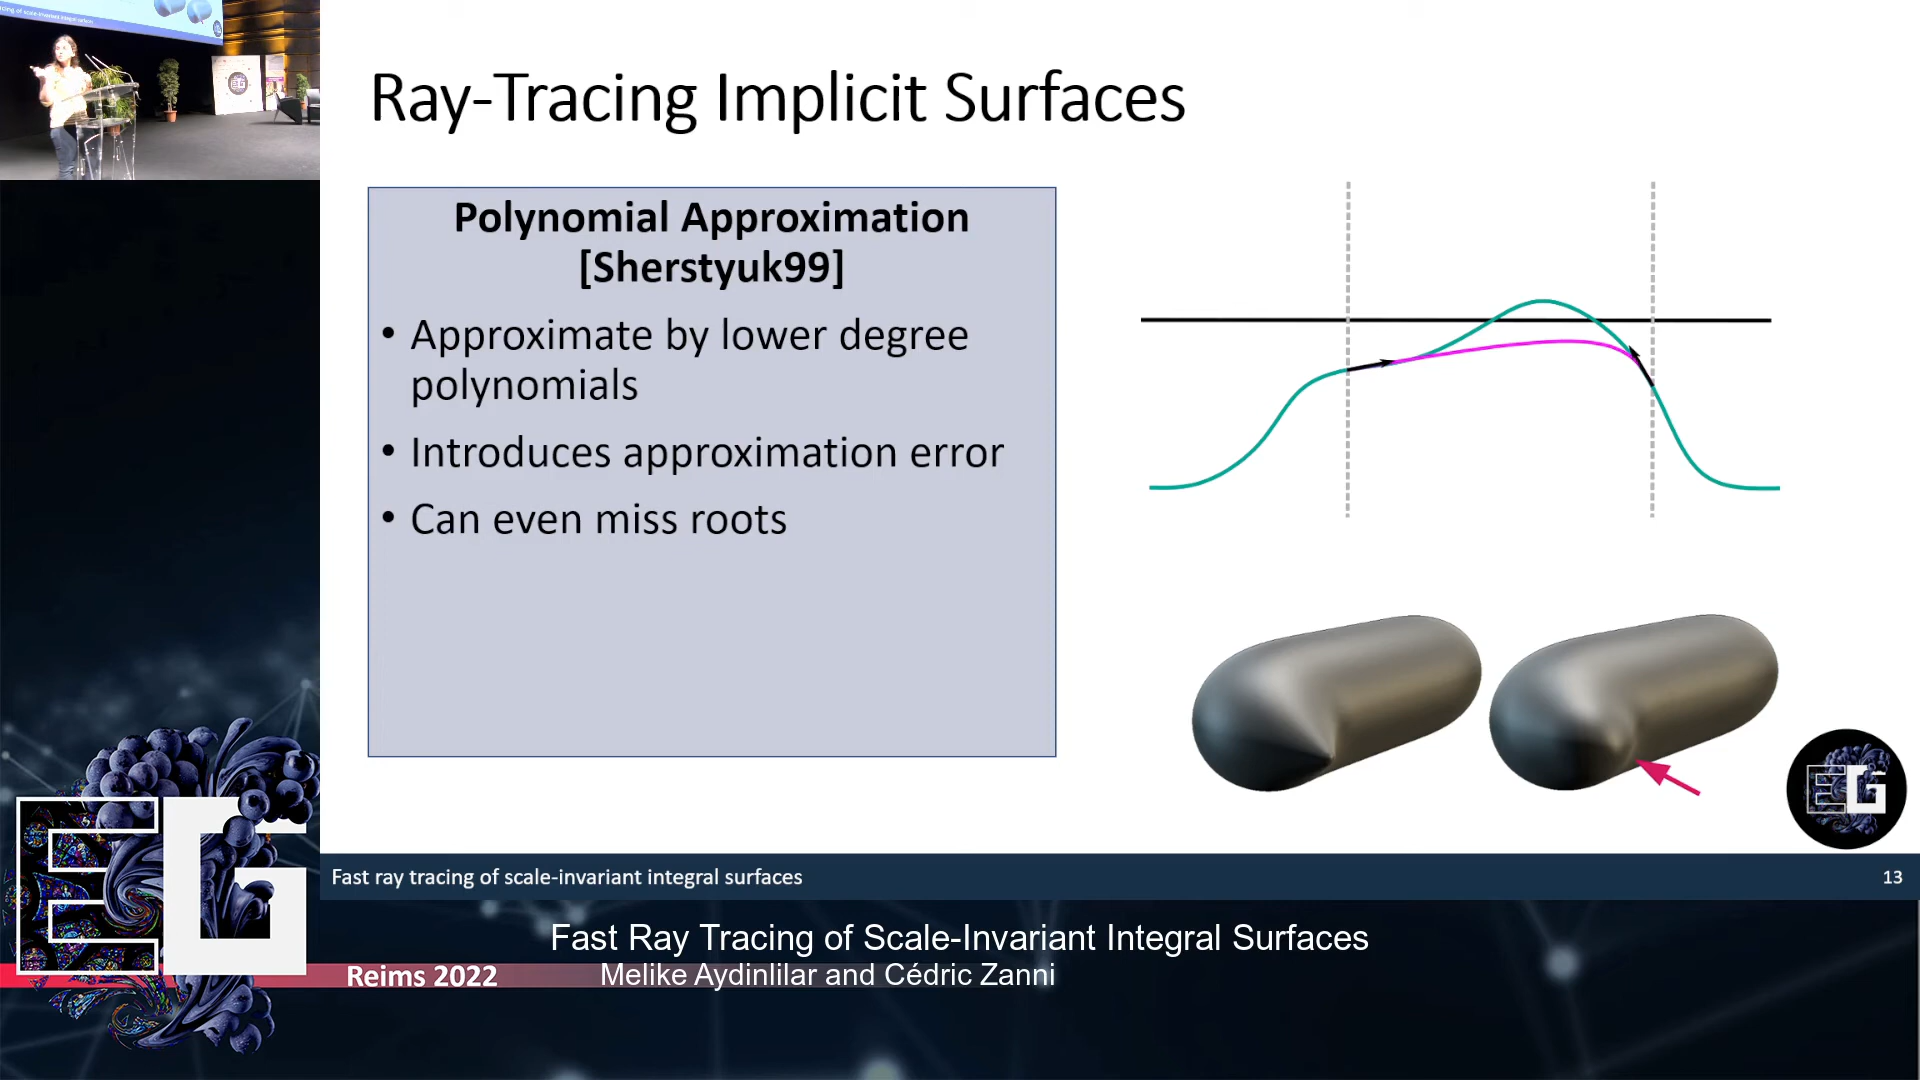 Ray-Tracing Implicit Surfaces
Polynomial Approximation
[Sherstyuk99]
• Approximate by lower degree
polynomials
• Introduces approximation error
• Can even miss roots
EG
Fast ray tracing of scale-invariant integral surfaces
13
EG
Fast Ray Tracing of Scale-Invariant Integral Surfaces
Reims 2022
Melike Aydinlilar and Cédric Zanni